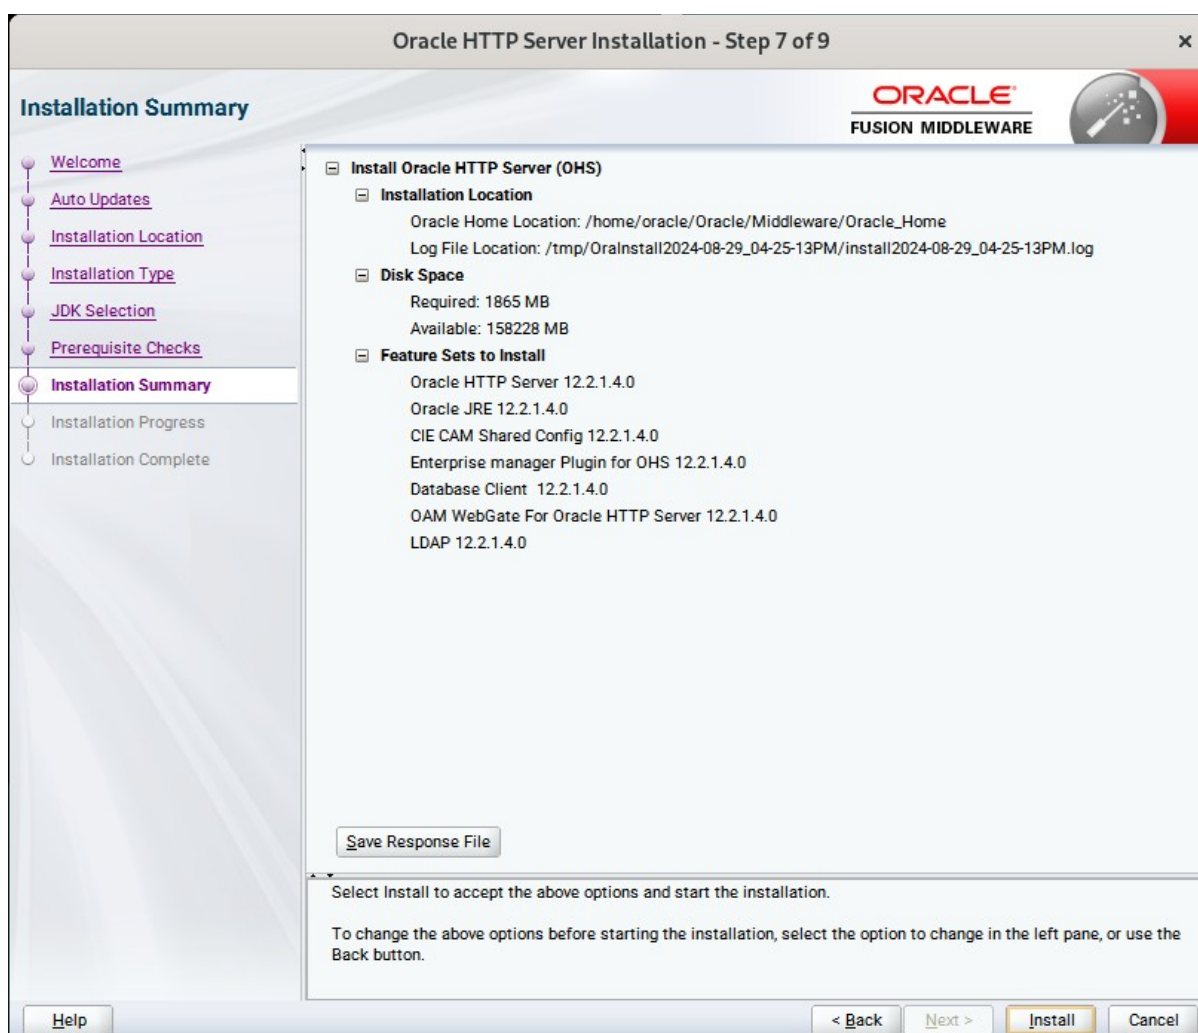 Oracle HTTP Server Installation - Step 7 of 9
×
Installation Summary
ORACLE
FUSION MIDDLEWARE
Welcome
Auto Updates
Installation Location
Installation Type
JDK Selection
Prerequisite Checks
Installation Summary
Installation Progress
Installation Complete
Install Oracle HTTP Server (OHS)
Installation Location
Oracle Home Location: /home/oracle/Oracle/Middleware/Oracle_Home
Log File Location: /tmp/OraInstall2024-08-29_04-25-13PM/install2024-08-29_04-25-13PM.log
Disk Space
Required: 1865 MB
Available: 158228 MB
Feature Sets to Install
Oracle HTTP Server 12.2.1.4.0
Oracle JRE 12.2.1.4.0
CIE CAM Shared Config 12.2.1.4.0
Enterprise manager Plugin for OHS 12.2.1.4.0
Database Client 12.2.1.4.0
OAM WebGate For Oracle HTTP Server 12.2.1.4.0
LDAP 12.2.1.4.0
Save Response File
Select Install to accept the above options and start the installation.
To change the above options before starting the installation, select the option to change in the left pane, or use the
Back button.
Help
< Back
Next >
Install
Cancel